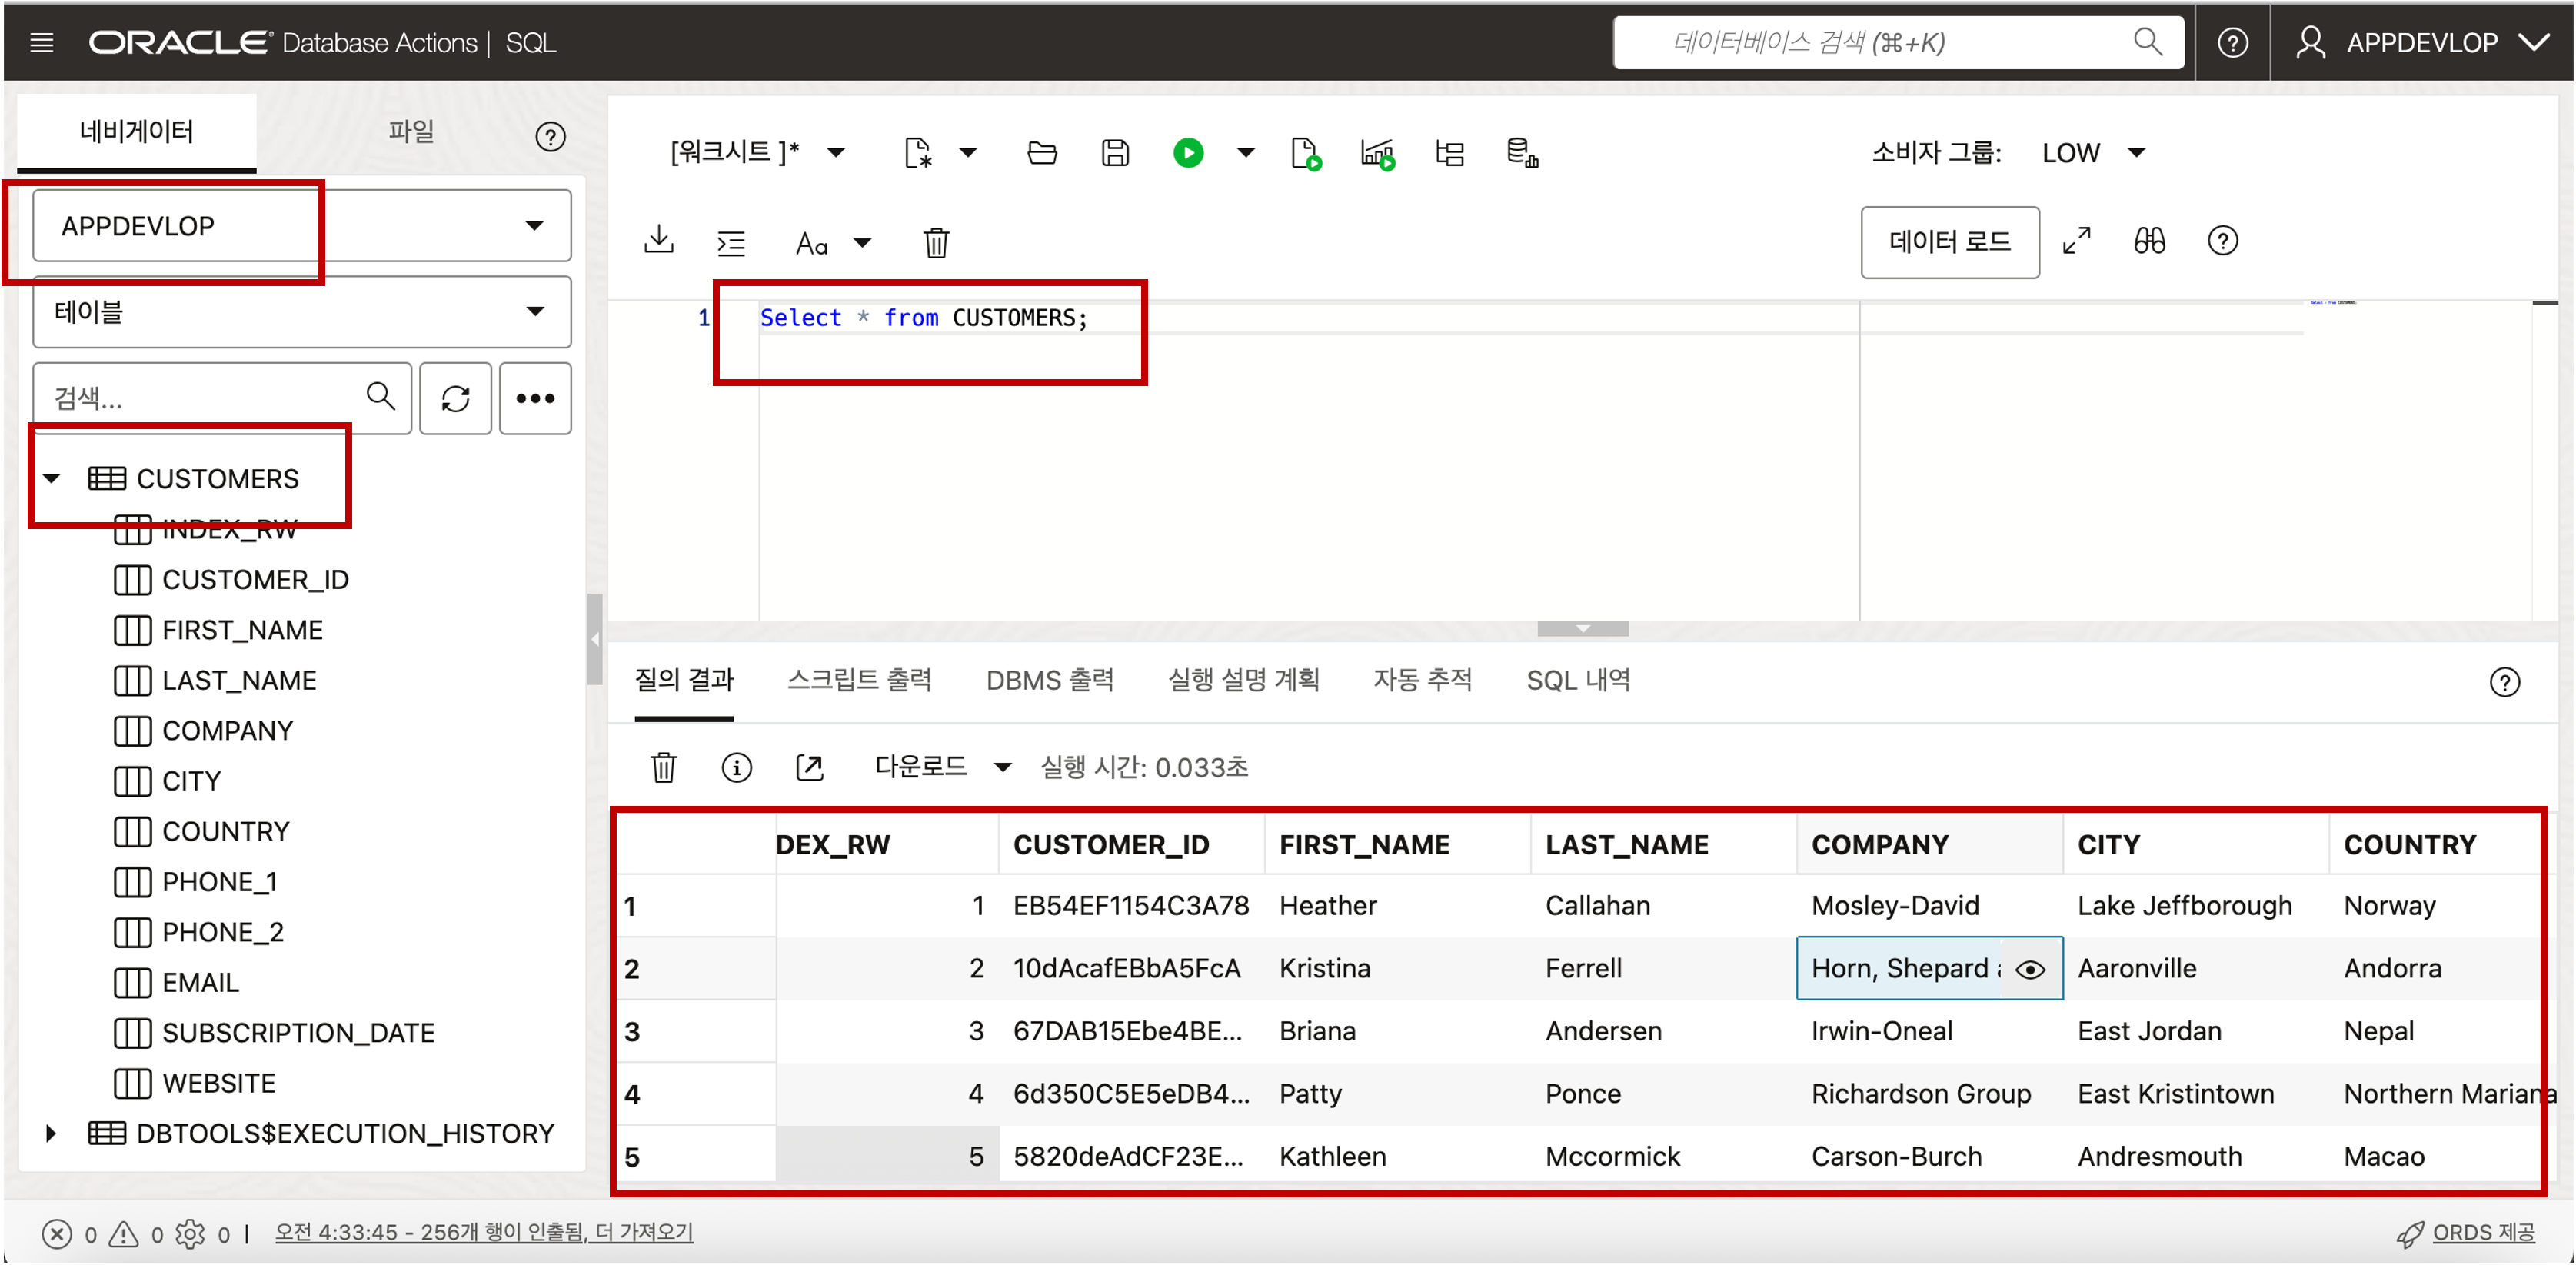 ORACLE Database Actions | SQL
데이터베이스 검색 (⌘+K)
APPDEVLOP
네비게이터
파일
APPDEVLOP
테이블
검색...
CUSTOMERS
INDEX_RW
CUSTOMER_ID
FIRST_NAME
LAST_NAME
COMPANY
CITY
COUNTRY
PHONE_1
PHONE_2
EMAIL
SUBSCRIPTION_DATE
WEBSITE
DBTOOLS$EXECUTION_HISTORY
[워크시트 ]*
소비자 그룹: LOW
Aa
데이터 로드
1 Select * from CUSTOMERS;
질의 결과 스크립트 출력 DBMS 출력 실행 설명 계획 자동 추적 SQL 내역
다운로드 실행 시간: 0.033초
DEX_RW CUSTOMER_ID FIRST_NAME LAST_NAME COMPANY CITY COUNTRY
1 1 EB54EF1154C3A78 Heather Callahan Mosley-David Lake Jeffborough Norway
2 2 10dAcafEBbA5FcA Kristina Ferrell Horn, Shepard Aaronville Andorra
3 3 67DAB15Ebe4BE... Briana Andersen Irwin-Oneal East Jordan Nepal
4 4 6d350C5E5eDB4... Patty Ponce Richardson Group East Kristintown Northern Mariana
5 5 5820deAdCF23E... Kathleen Mccormick Carson-Burch Andresmouth Macao
0 0 0 | 오전 4:33:45 - 256개 행이 인출됨, 더 가져오기
ORDS 제공